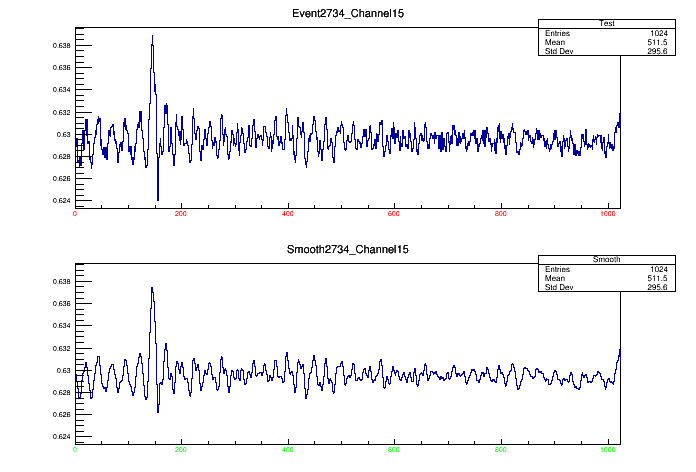 Event2734_Channel15
Test
Entries 1024
Mean 511.5
Std Dev 295.6
0.638
0.636
0.634
0.632
0.63
0.628
0.626
0.624
0 200 400 600 800 1000
Smooth2734_Channel15
Smooth
Entries 1024
Mean 511.5
Std Dev 295.6
0.638
0.636
0.634
0.632
0.63
0.628
0.626
0.624
0 200 400 600 800 1000